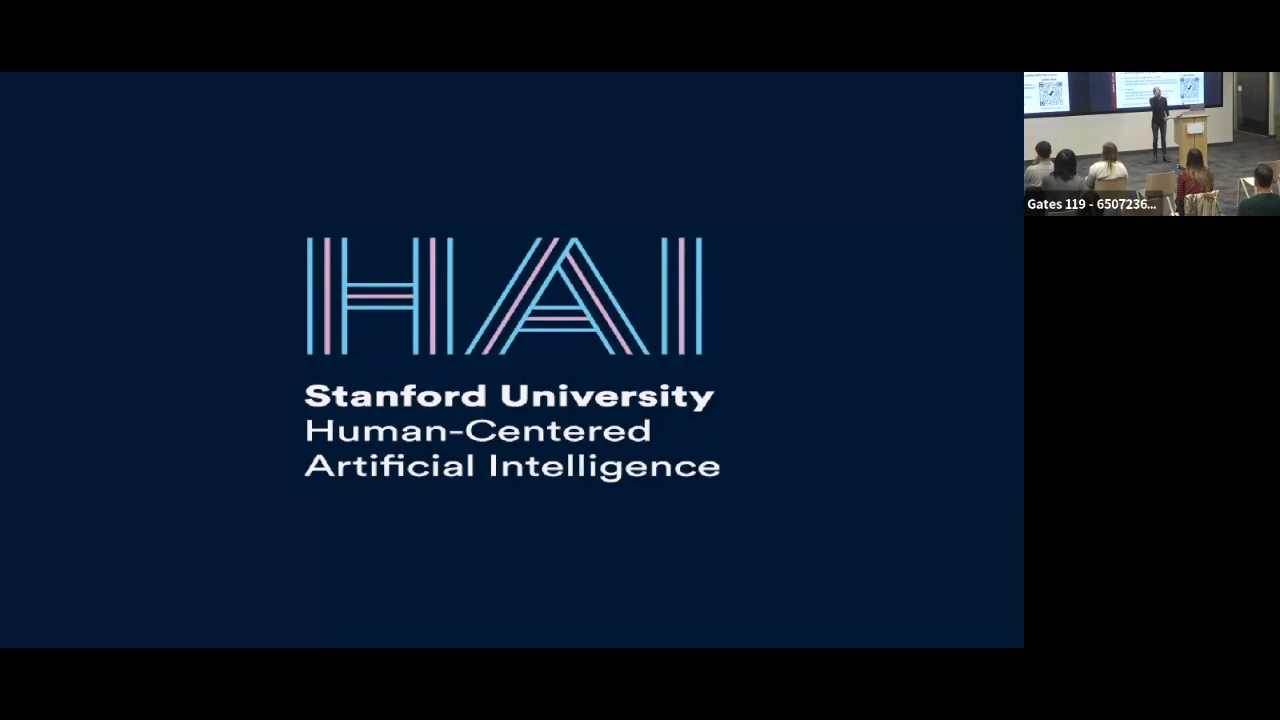 HAI
Stanford University
Human-Centered
Artificial Intelligence
Gates 119 - 6507236...